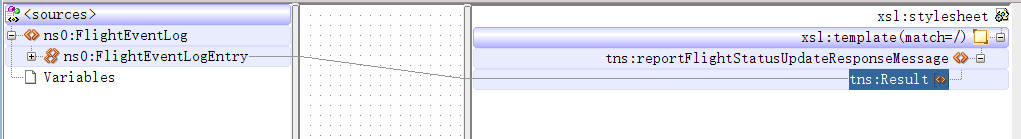 <sources>
xsl:stylesheet
ns0:FlightEventLog
xsl:template(match=/)
ns0:FlightEventLogEntry
tns:reportFlightStatusUpdateResponseMessage
Variables
tns:Result